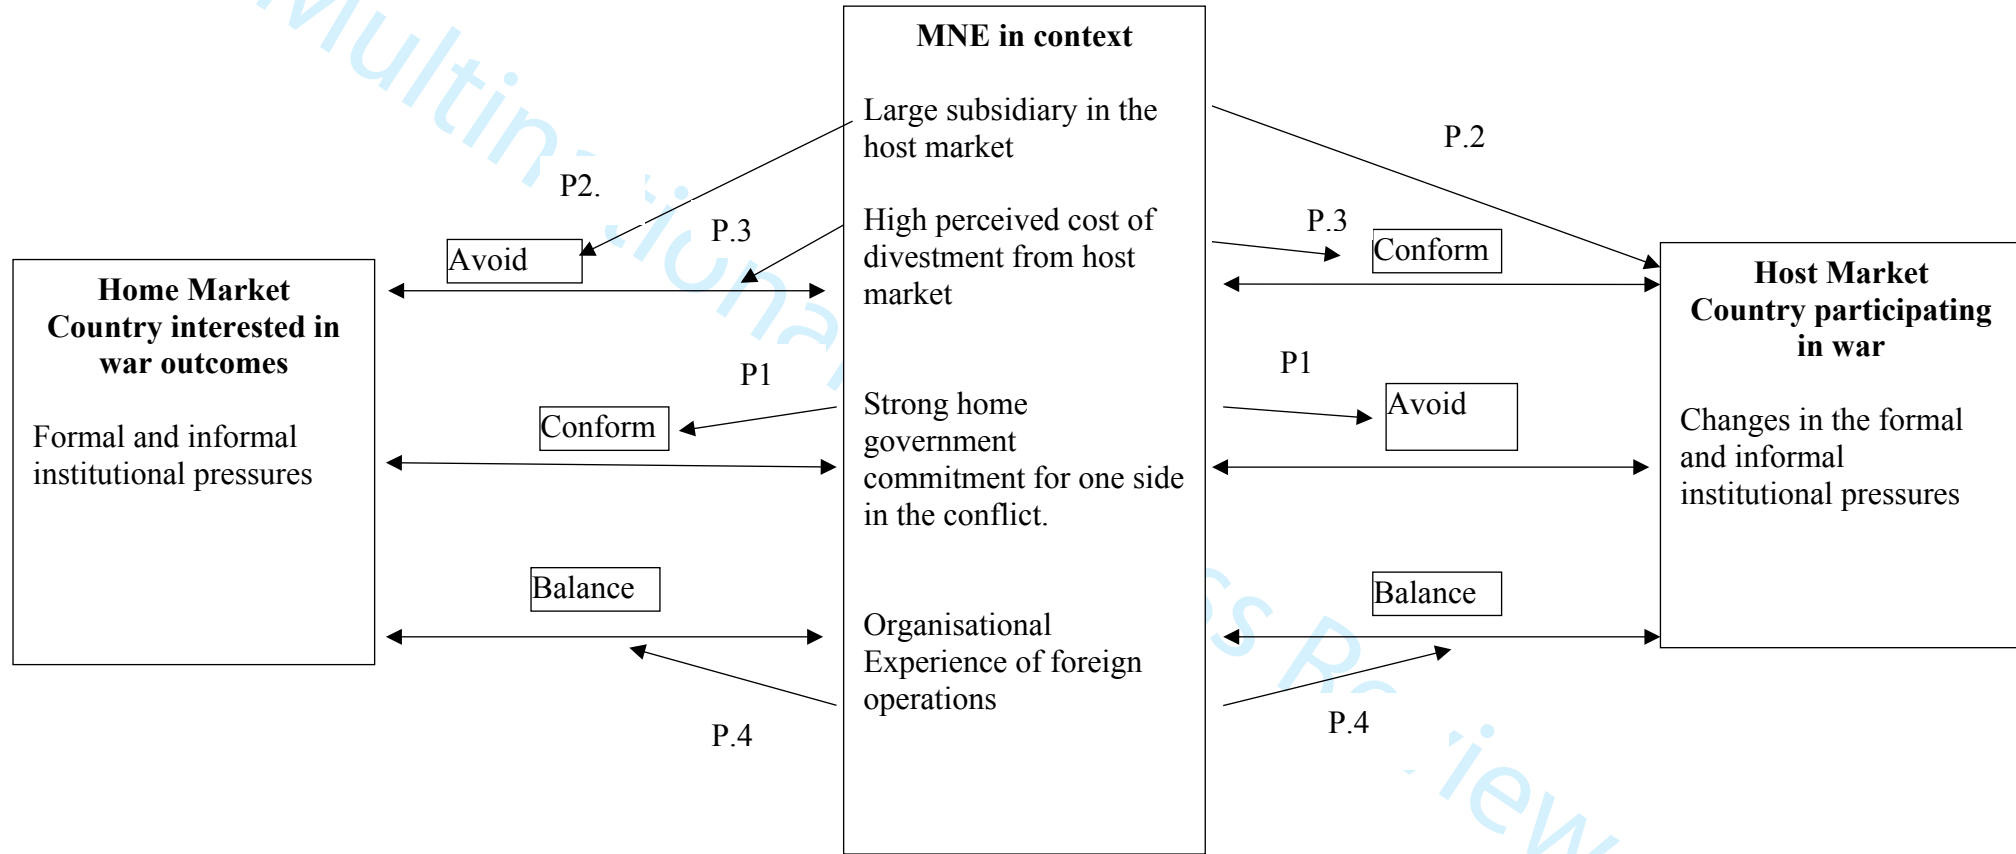 MNE in context
Large subsidiary in the
host market
High perceived cost of
divestment from host
market
Strong home
government
commitment for one side
in the conflict.
Organisational
Experience of foreign
operations
P2.
P.3
Avoid
P1
Conform
Balance
P.4
Home Market
Country interested in
war outcomes
Formal and informal
institutional pressures
P.2
P.3
Conform
P1
Avoid
Balance
P.4
Host Market
Country participating
in war
Changes in the formal
and informal
institutional pressures